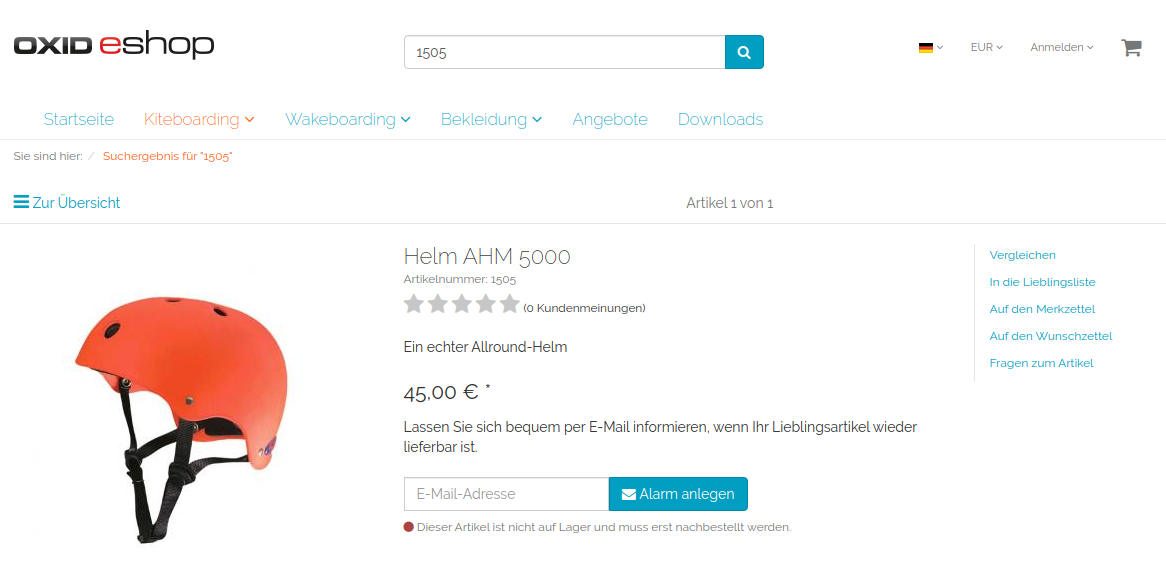 OXID eshop
1505
EUR
Anmelden
Startseite
Kiteboarding
Wakeboarding
Bekleidung
Angebote
Downloads
Sie sind hier: / Suchergebnis für "1505"
Zur Übersicht
Artikel 1 von 1
Helm AHM 5000
Artikelnummer: 1505
(0 Kundenmeinungen)
Ein echter Allround-Helm
45,00 € *
Lassen Sie sich bequem per E-Mail informieren, wenn Ihr Lieblingsartikel wieder
lieferbar ist.
E-Mail-Adresse
Alarm anlegen
Dieser Artikel ist nicht auf Lager und muss erst nachbestellt werden.
Vergleichen
In die Lieblingsliste
Auf den Merkzettel
Auf den Wunschzettel
Fragen zum Artikel